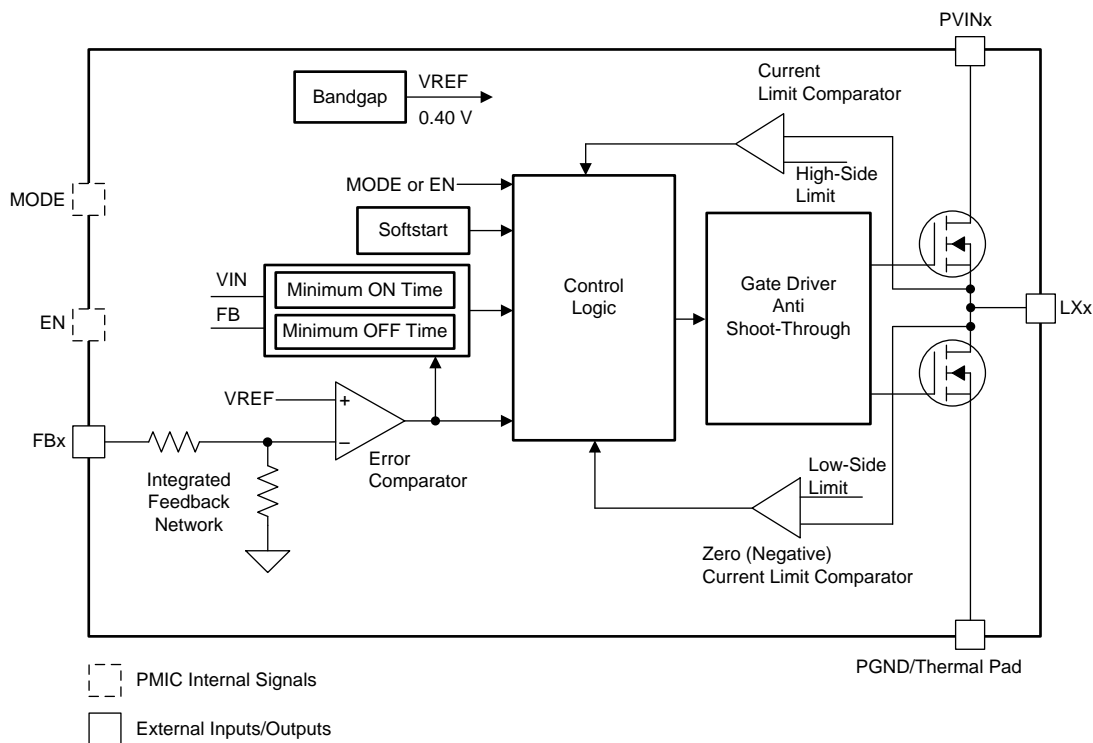 PVINx
Current
Limit Comparator
Bandgap
VREF
0.40 V
High-Side
Limit
MODE
MODE or EN
Softstart
VIN
FB
Minimum ON Time
Minimum OFF Time
Control
Logic
Gate Driver
Anti
Shoot-Through
LXx
EN
VREF
+
−
FBx
Error
Comparator
Integrated
Feedback
Network
Low-Side
Limit
Zero (Negative)
Current Limit Comparator
PGND/Thermal Pad
PMIC Internal Signals
External Inputs/Outputs